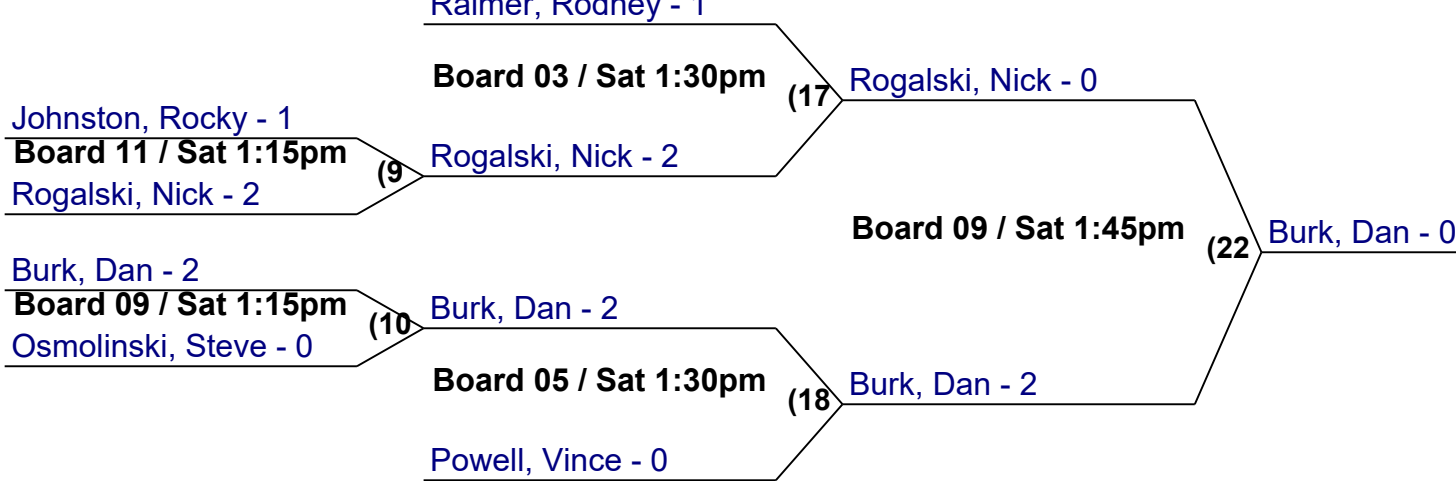 Raimer, Rodney - 1
Board 03 / Sat 1:30pm
(17
Rogalski, Nick - 0
Johnston, Rocky - 1
Board 11 / Sat 1:15pm
(9
Rogalski, Nick - 2
Rogalski, Nick - 2
Board 09 / Sat 1:45pm
(22
Burk, Dan - 0
Burk, Dan - 2
Board 09 / Sat 1:15pm
(10
Burk, Dan - 2
Osmolinski, Steve - 0
Board 05 / Sat 1:30pm
(18
Burk, Dan - 2
Powell, Vince - 0